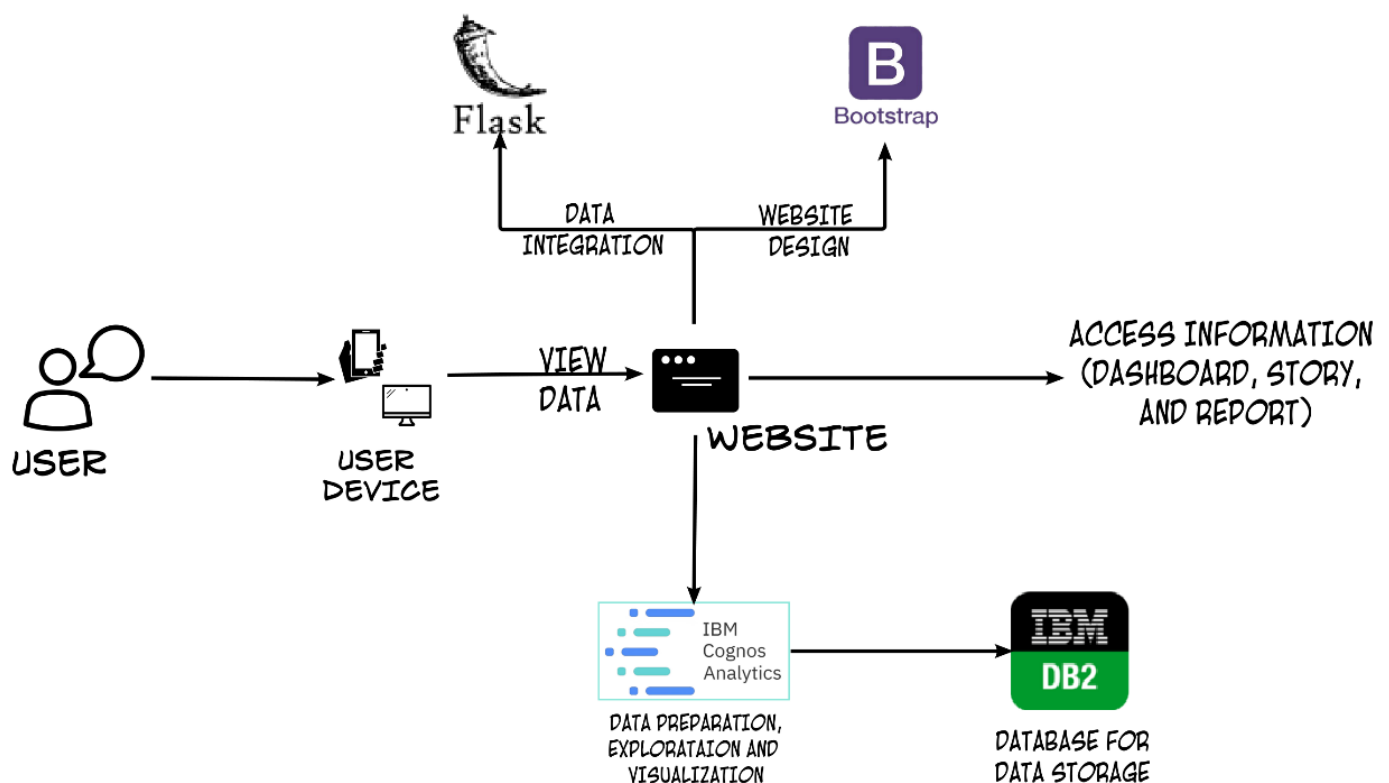 Flask
B
Bootstrap
DATA
INTEGRATION
WEBSITE
DESIGN
USER
USER
DEVICE
VIEW
DATA
WEBSITE
ACCESS INFORMATION
(DASHBOARD, STORY,
AND REPORT)
IBM
Cognos
Analytics
DATA PREPARATION,
EXPLORATAION AND
VISUALIZATION
IBM
DB2
DATABASE FOR
DATA STORAGE